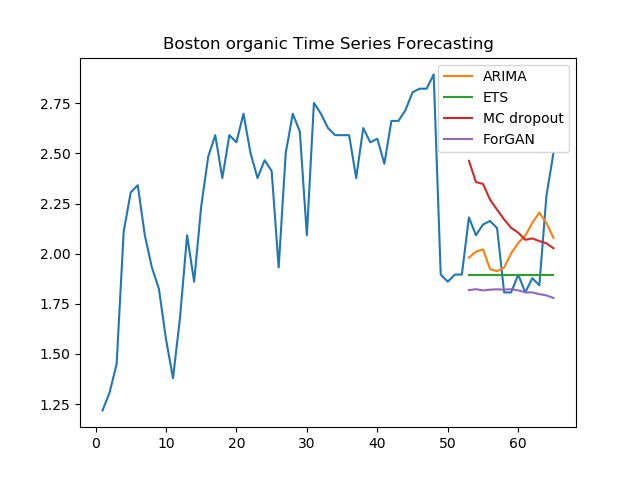 Boston organic Time Series Forecasting
ARIMA
ETS
MC dropout
ForGAN
2.75
2.50
2.25
2.00
1.75
1.50
1.25
0 10 20 30 40 50 60